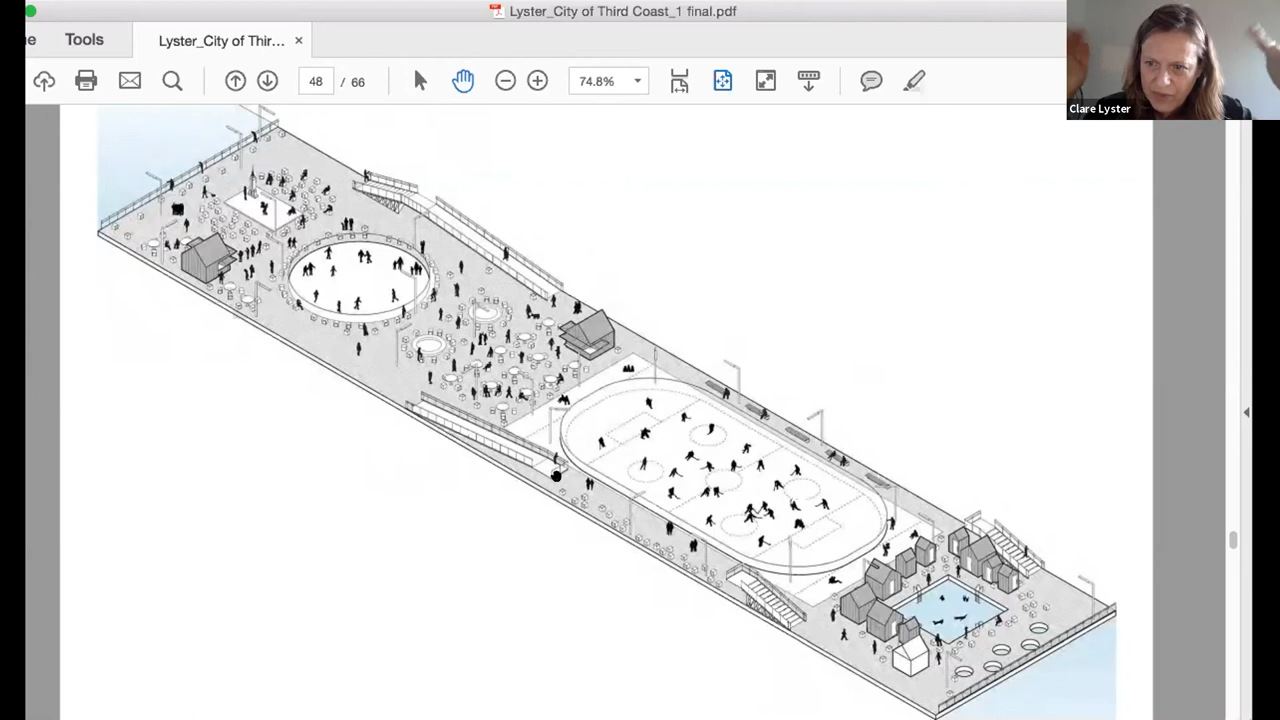 Lyster_City of Third Coast_1 final.pdf
e
Tools
Lyster_City of Thir...
48 / 66
74.8%
Clare Lyster